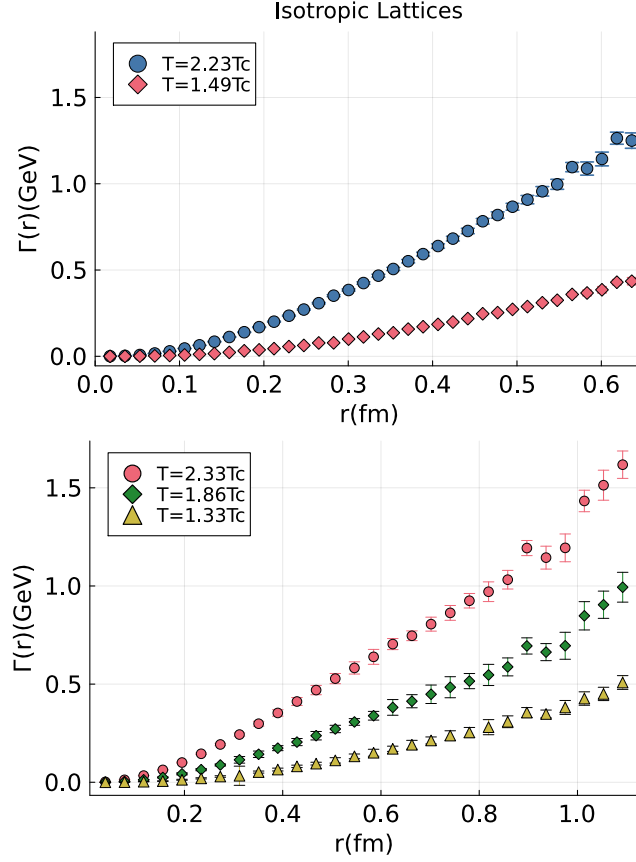 Isotropic Lattices
T=2.23Tc
T=1.49Tc
Γ(r)(GeV)
1.5
1.0
0.5
0.0
0.0 0.1 0.2 0.3 0.4 0.5 0.6
r(fm)
T=2.33Tc
T=1.86Tc
T=1.33Tc
Γ(r)(GeV)
1.5
1.0
0.5
0.0
0.2 0.4 0.6 0.8 1.0
r(fm)